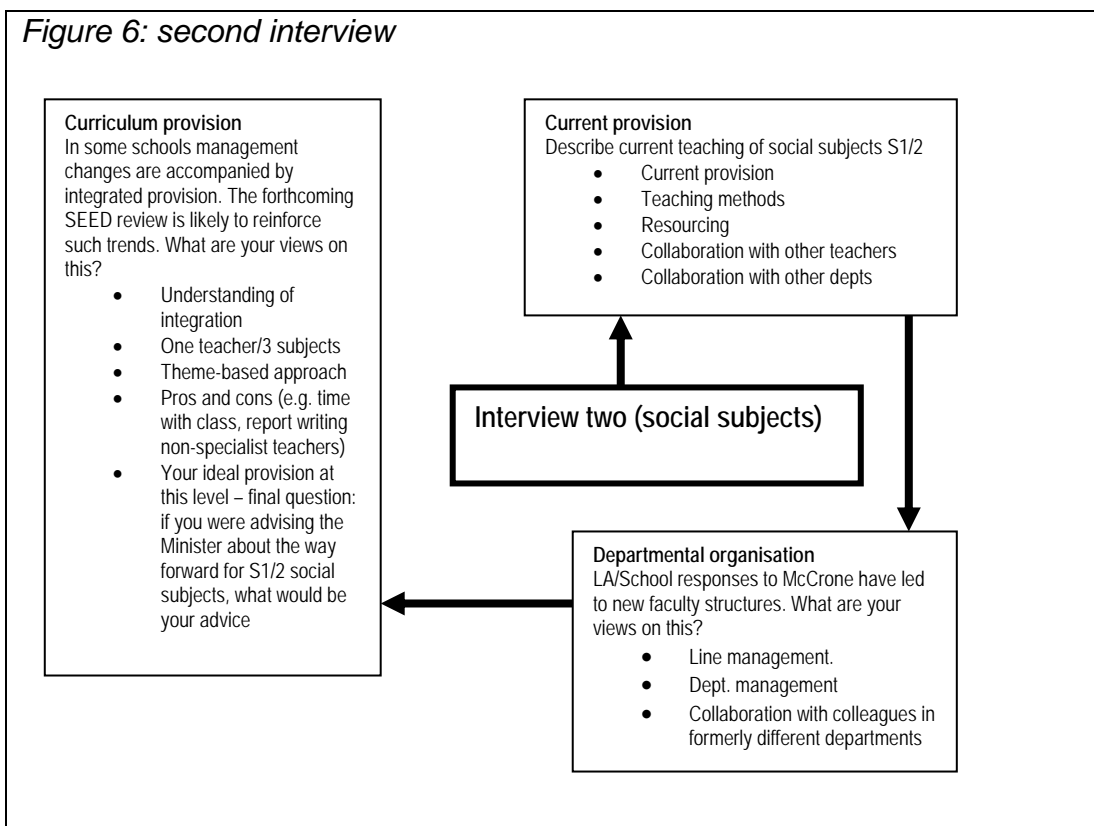 Figure 6: second interview
Curriculum provision
In some schools management
changes are accompanied by
integrated provision. The forthcoming
SEED review is likely to reinforce
such trends. What are your views on
this?
• Understanding of
integration
• One teacher/3 subjects
• Theme-based approach
• Pros and cons (e.g. time
with class, report writing
non-specialist teachers)
• Your ideal provision at
this level – final question:
if you were advising the
Minister about the way
forward for S1/2 social
subjects, what would be
your advice
Current provision
Describe current teaching of social subjects S1/2
• Current provision
• Teaching methods
• Resourcing
• Collaboration with other teachers
• Collaboration with other depts
Interview two (social subjects)
Departmental organisation
LA/School responses to McCrone have led
to new faculty structures. What are your
views on this?
• Line management.
• Dept. management
• Collaboration with colleagues in
formerly different departments